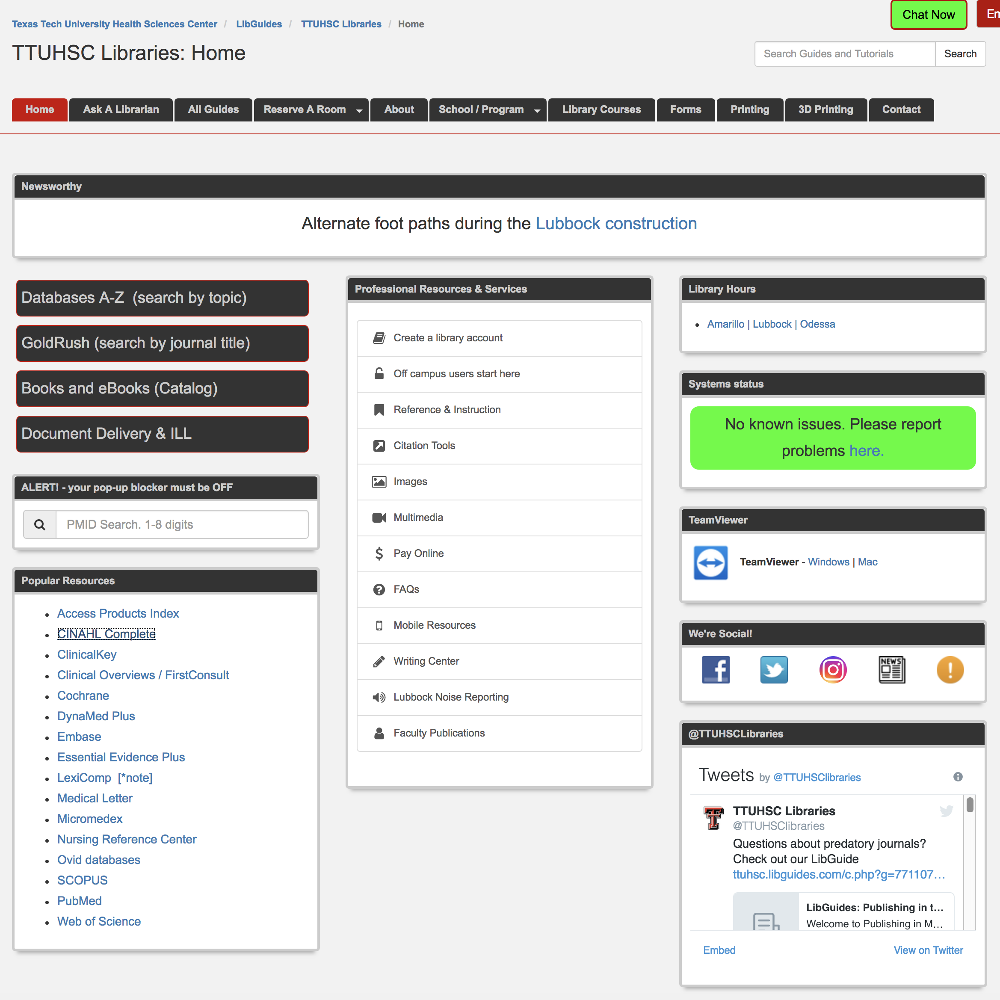 Texas Tech University Health Sciences Center / LibGuides / TTUHSC Libraries / Home
Chat Now
TTUHSC Libraries: Home
Search Guides and Tutorials
Search
Home
Ask A Librarian
All Guides
Reserve A Room
About
School / Program
Library Courses
Forms
Printing
3D Printing
Contact
Newsworthy
Alternate foot paths during the Lubbock construction
Databases A-Z (search by topic)
GoldRush (search by journal title)
Books and eBooks (Catalog)
Document Delivery & ILL
ALERT! - your pop-up blocker must be OFF
PMID Search. 1-8 digits
Popular Resources
Access Products Index
CINAHL Complete
ClinicalKey
Clinical Overviews / FirstConsult
Cochrane
DynaMed Plus
Embase
Essential Evidence Plus
LexiComp [*note]
Medical Letter
Micromedex
Nursing Reference Center
Ovid databases
SCOPUS
PubMed
Web of Science
Professional Resources & Services
Create a library account
Off campus users start here
Reference & Instruction
Citation Tools
Images
Multimedia
Pay Online
FAQs
Mobile Resources
Writing Center
Lubbock Noise Reporting
Faculty Publications
Library Hours
Amarillo | Lubbock | Odessa
Systems status
No known issues. Please report
problems here.
TeamViewer
TeamViewer - Windows | Mac
We're Social!
NEWS
@TTUHSCLibraries
Tweets by @TTUHSClibraries
TTUHSC Libraries
@TTUHSClibraries
Questions about predatory journals?
Check out our LibGuide
ttuhsc.libguides.com/c.php?g=771107…
LibGuides: Publishing in t…
Welcome to Publishing in M…
Embed
View on Twitter